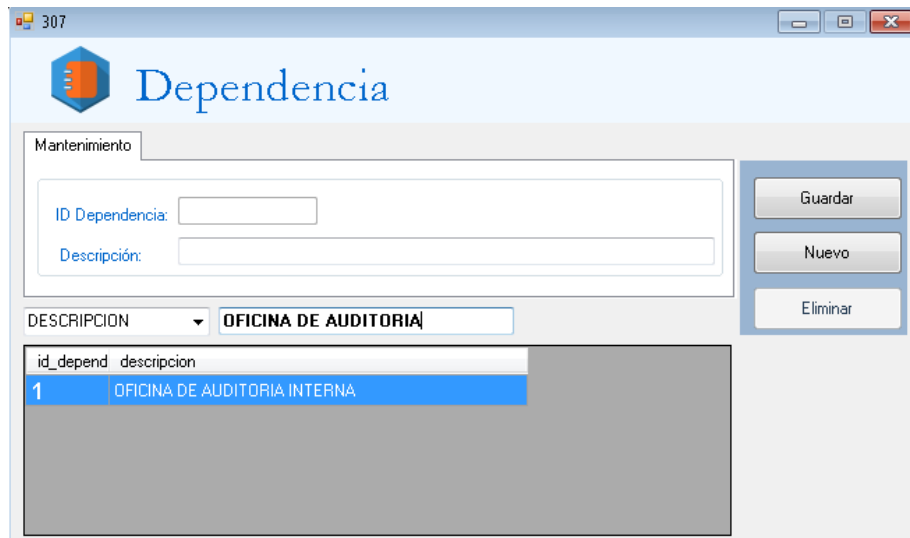 307
Dependencia
Mantenimiento
ID Dependencia:
Descripción:
Guardar
Nuevo
Eliminar
DESCRIPCION OFICINA DE AUDITORIA
id_depend descripcion
1 OFICINA DE AUDITORIA INTERNA